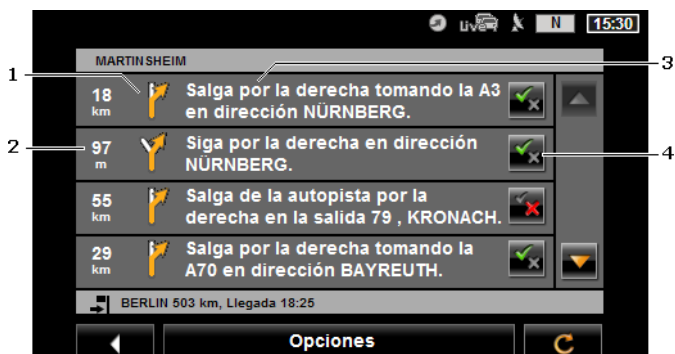 Live N 15:30
MARTINSHEIM
1
3
18 km
Salga por la derecha tomando la A3
en dirección NÜRNBERG.
2
97 m
Siga por la derecha en dirección
NÜRNBERG.
4
55 km
Salga de la autopista por la
derecha en la salida 79 , KRONACH.
29 km
Salga por la derecha tomando la
A70 en dirección BAYREUTH.
BERLIN 503 km, Llegada 18:25
Opciones